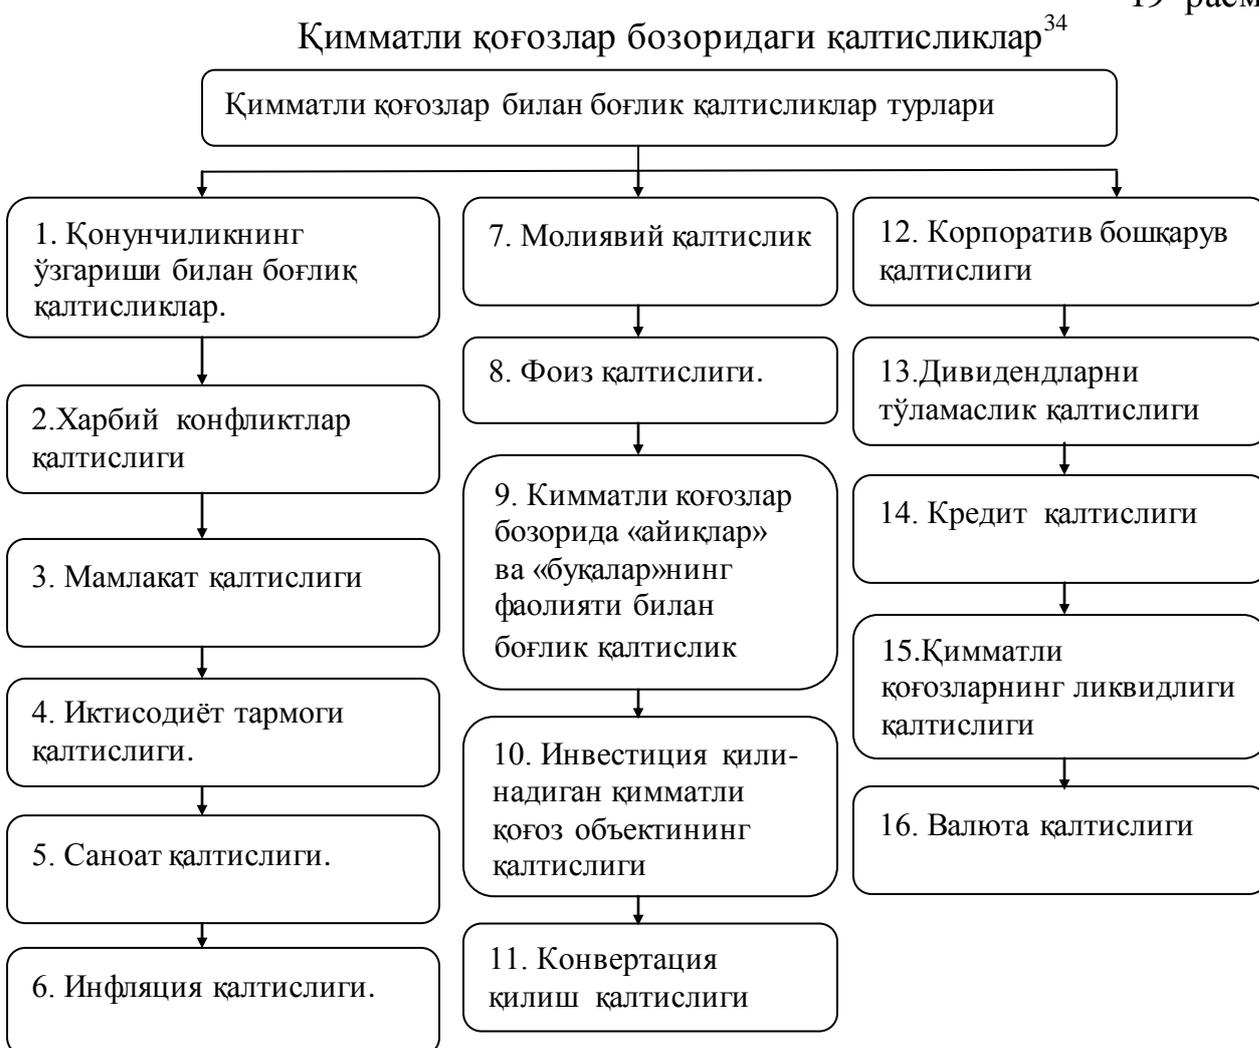 19 расм
Қимматли қоғозлар бозоридаги қалтисликлар34
Қимматли қоғозлар билан боғлик қалтисликлар турлари
1. Қонунчиликнинг
ўзгариши билан боғлиқ
қалтисликлар.
2.Харбий конфликтлар
қалтислиги
3. Мамлакат қалтислиги
4. Иктисодиёт тармоги
қалтислиги.
5. Саноат қалтислиги.
6. Инфляция қалтислиги.
7. Молиявий қалтислик
8. Фоиз қалтислиги.
9. Кимматли коғозлар
бозорида «айиқлар»
ва «буқалар»нинг
фаолияти билан
боғлик қалтислик
10. Инвестиция қили-
надиган қимматли
қоғоз объектининг
қалтислиги
11. Конвертация
қилиш қалтислиги
12. Корпоратив бошқарув
қалтислиги
13.Дивидендларни
тўламаслик қалтислиги
14. Кредит қалтислиги
15.Қимматли
қоғозларнинг ликвидлиги
қалтислиги
16. Валюта қалтислиги